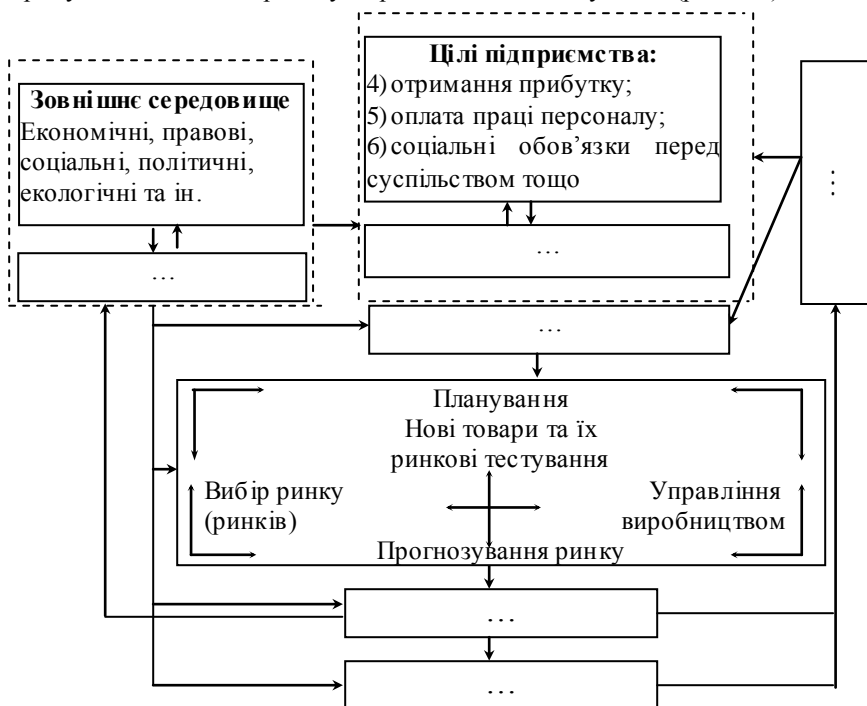 Цілі підприємства:
4) отримання прибутку;
5) оплата праці персоналу;
6) соціальні обов’язки перед
суспільством тощо
Зовнішнє середовище
Економічні, правові,
соціальні, політичні,
екологічні та ін.
…
…
…
…
Планування
Нові товари та їх
ринкові тестування
Вибір ринку
(ринків)
Управління
виробництвом
Прогнозування ринку
…
…